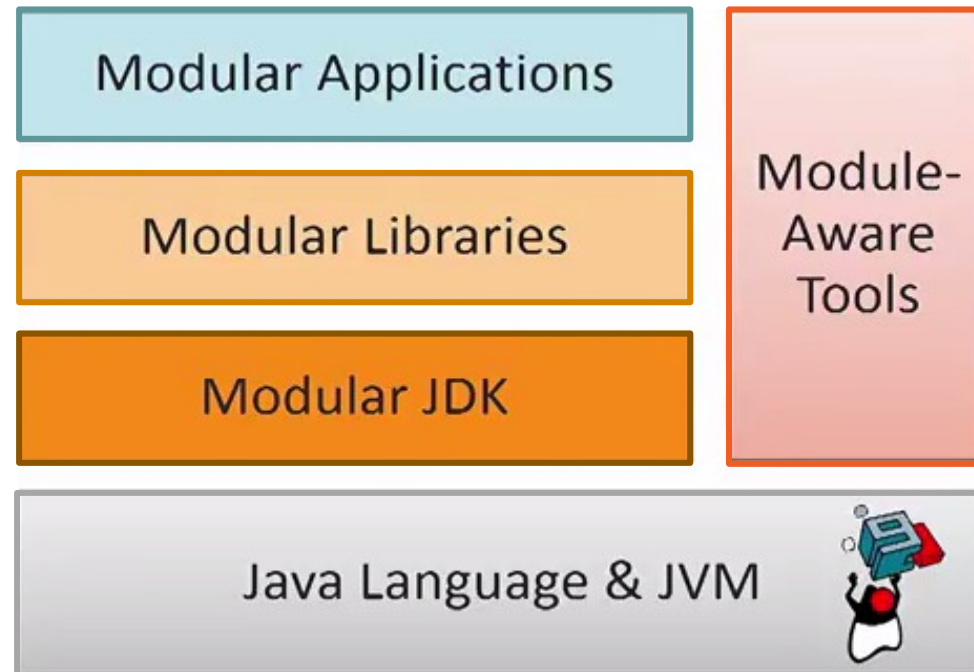 Modular Applications
Modular Libraries
Modular JDK
Module-
Aware
Tools
Java Language & JVM